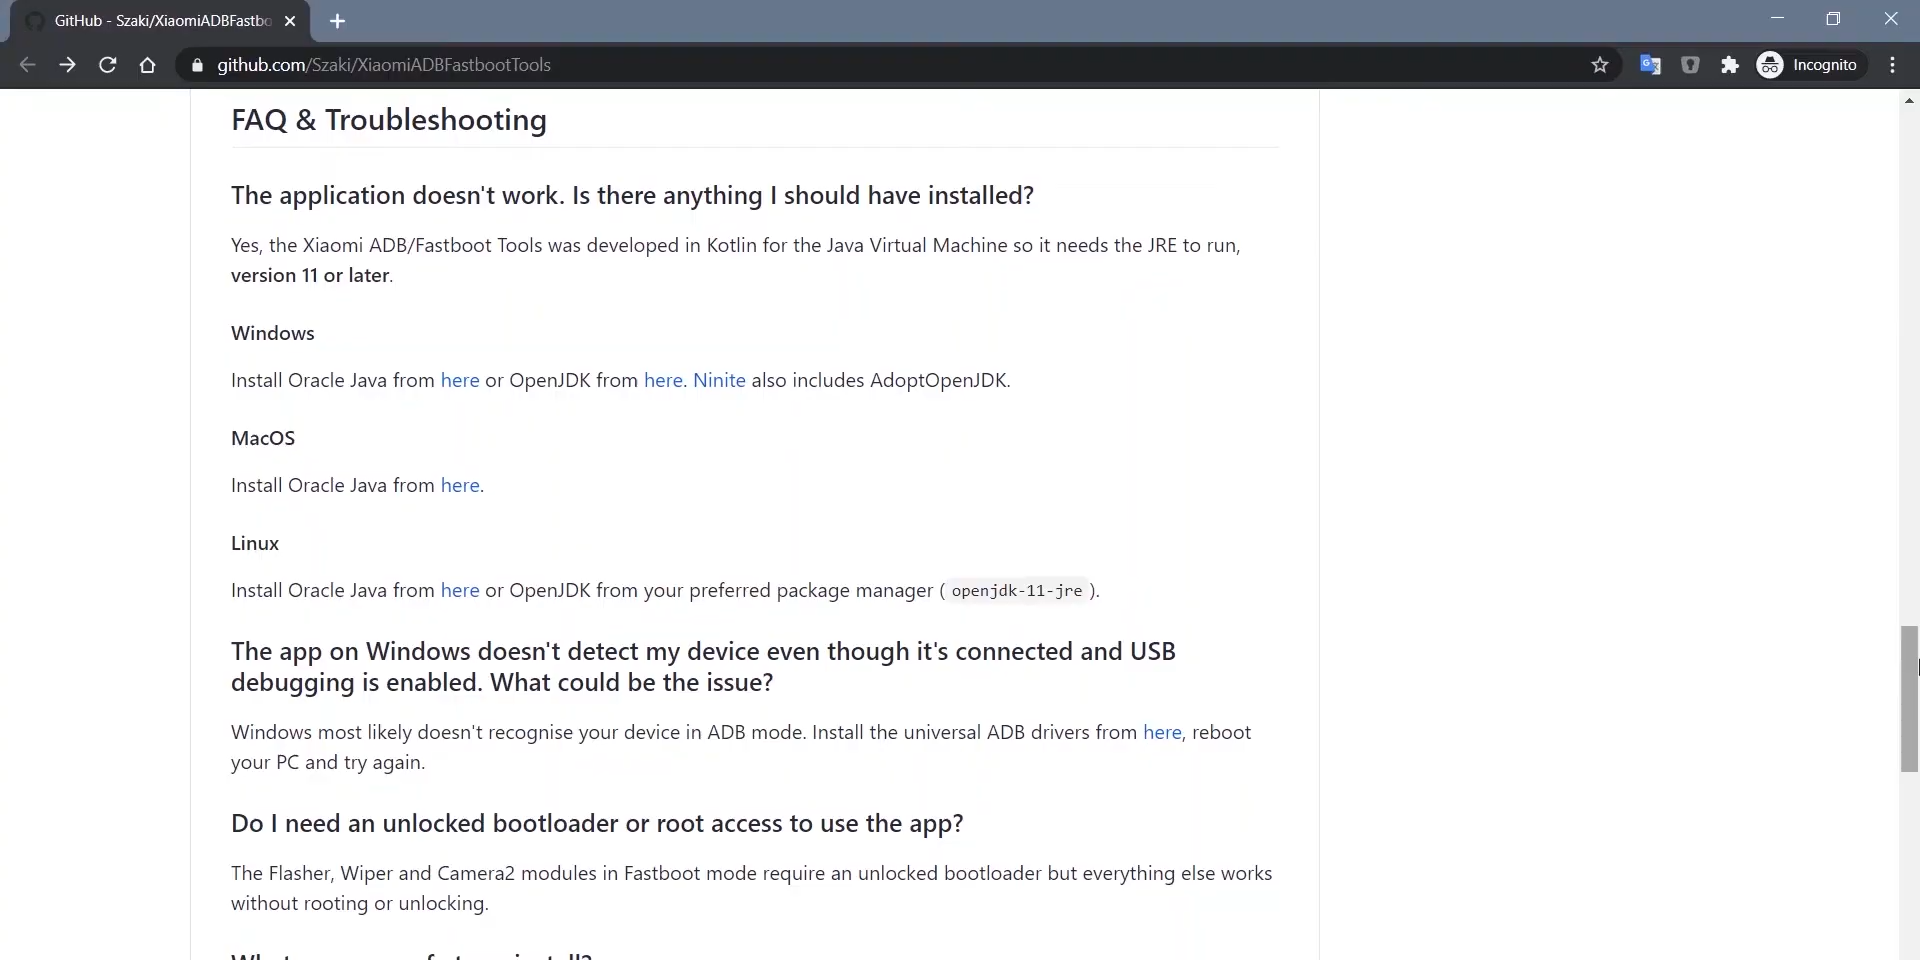 GitHub - Szaki/XiaomiADBFastbo
github.com/Szaki/XiaomiADBFastbootTools
Incognito
FAQ & Troubleshooting
The application doesn't work. Is there anything I should have installed?
Yes, the Xiaomi ADB/Fastboot Tools was developed in Kotlin for the Java Virtual Machine so it needs the JRE to run,
version 11 or later.
Windows
Install Oracle Java from here or OpenJDK from here. Ninite also includes AdoptOpenJDK.
MacOS
Install Oracle Java from here.
Linux
Install Oracle Java from here or OpenJDK from your preferred package manager ( openjdk-11-jre ).
The app on Windows doesn't detect my device even though it's connected and USB
debugging is enabled. What could be the issue?
Windows most likely doesn't recognise your device in ADB mode. Install the universal ADB drivers from here, reboot
your PC and try again.
Do I need an unlocked bootloader or root access to use the app?
The Flasher, Wiper and Camera2 modules in Fastboot mode require an unlocked bootloader but everything else works
without rooting or unlocking.